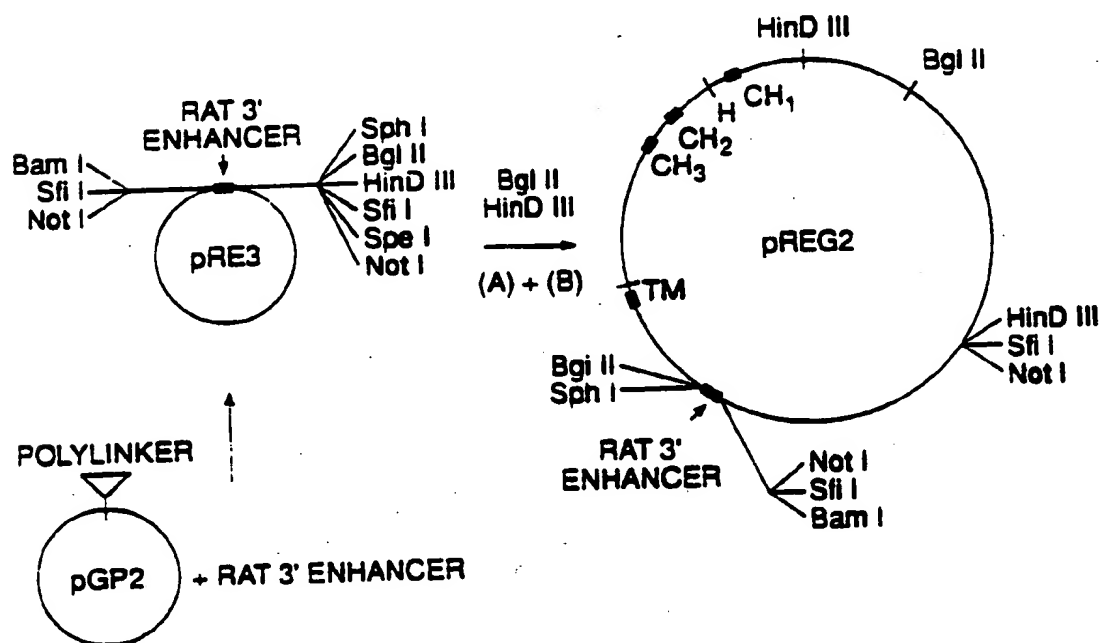 RAT 3'
ENHANCER
Bam I
Sfi I
Not I
Sph I
Bgl II
HinD III
Sfi I
Spe I
Not I
pRE3
Bgl II
HinD III
(A) + (B)
POLYLINKER
pGP2
+ RAT 3' ENHANCER
HinD III
Bgl II
CH1
H
CH2
CH3
pREG2
TM
HinD III
Sfi I
Not I
Bgi II
Sph I
RAT 3'
ENHANCER
Not I
Sfi I
Bam I